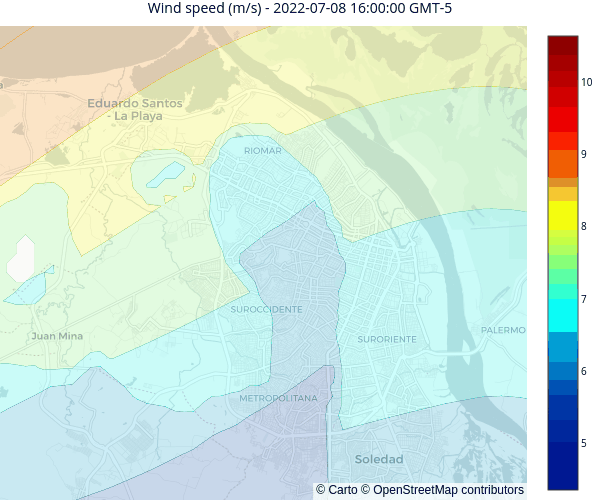 Wind speed (m/s) - 2022-07-08 16:00:00 GMT-5
Eduardo Santos
- La Playa
RIOMAR
SUROCCIDENTE
Juan Mina
SURORIENTE
PALERMO
METROPOLITANA
Soledad
© Carto © OpenStreetMap contributors
10
9
8
7
6
5